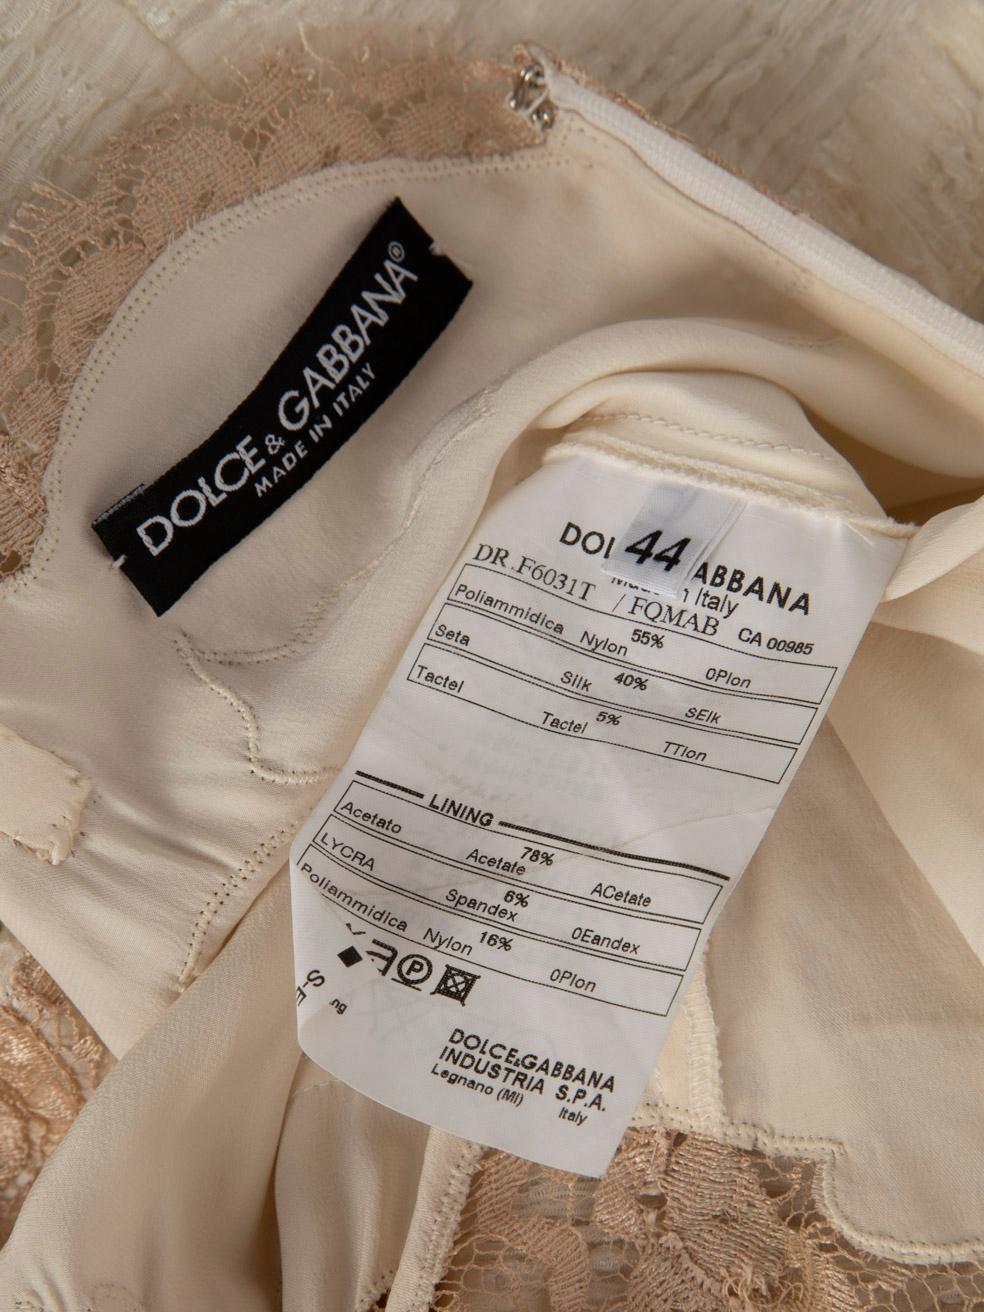 DOLCE & GABBANA®
MADE IN ITALY
44
DOL ABBANA
n Italy
DR.F6031T / FQMAB CA 00985
Poliammidica Nylon 55% 0Plon
Seta Silk 40% SElk
Tactel Tactel 5% TTlon
LINING
Acetato Acetate 78% ACetate
LYCRA Spandex 6% 0Eandex
Poliammidica Nylon 16% 0Plon
P
ng
DOLCE&GABBANA
INDUSTRIA S.P.A.
Legnano (MI) Italy